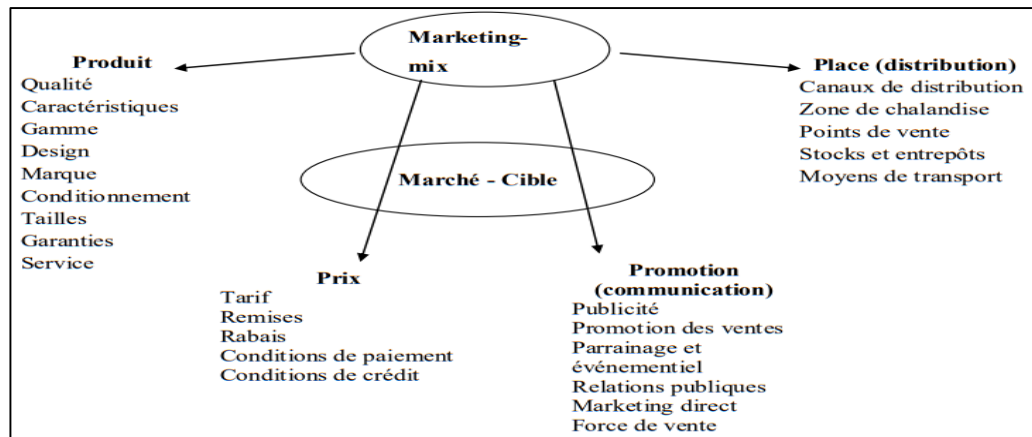 Marketing-
mix
Produit
Qualité
Caractéristiques
Gamme
Design
Marque
Conditionnement
Tailles
Garanties
Service
Place (distribution)
Canaux de distribution
Zone de chalandise
Points de vente
Stocks et entrepôts
Moyens de transport
Marché - Cible
Prix
Tarif
Remises
Rabais
Conditions de paiement
Conditions de crédit
Promotion
(communication)
Publicité
Promotion des ventes
Parrainage et
événementiel
Relations publiques
Marketing direct
Force de vente